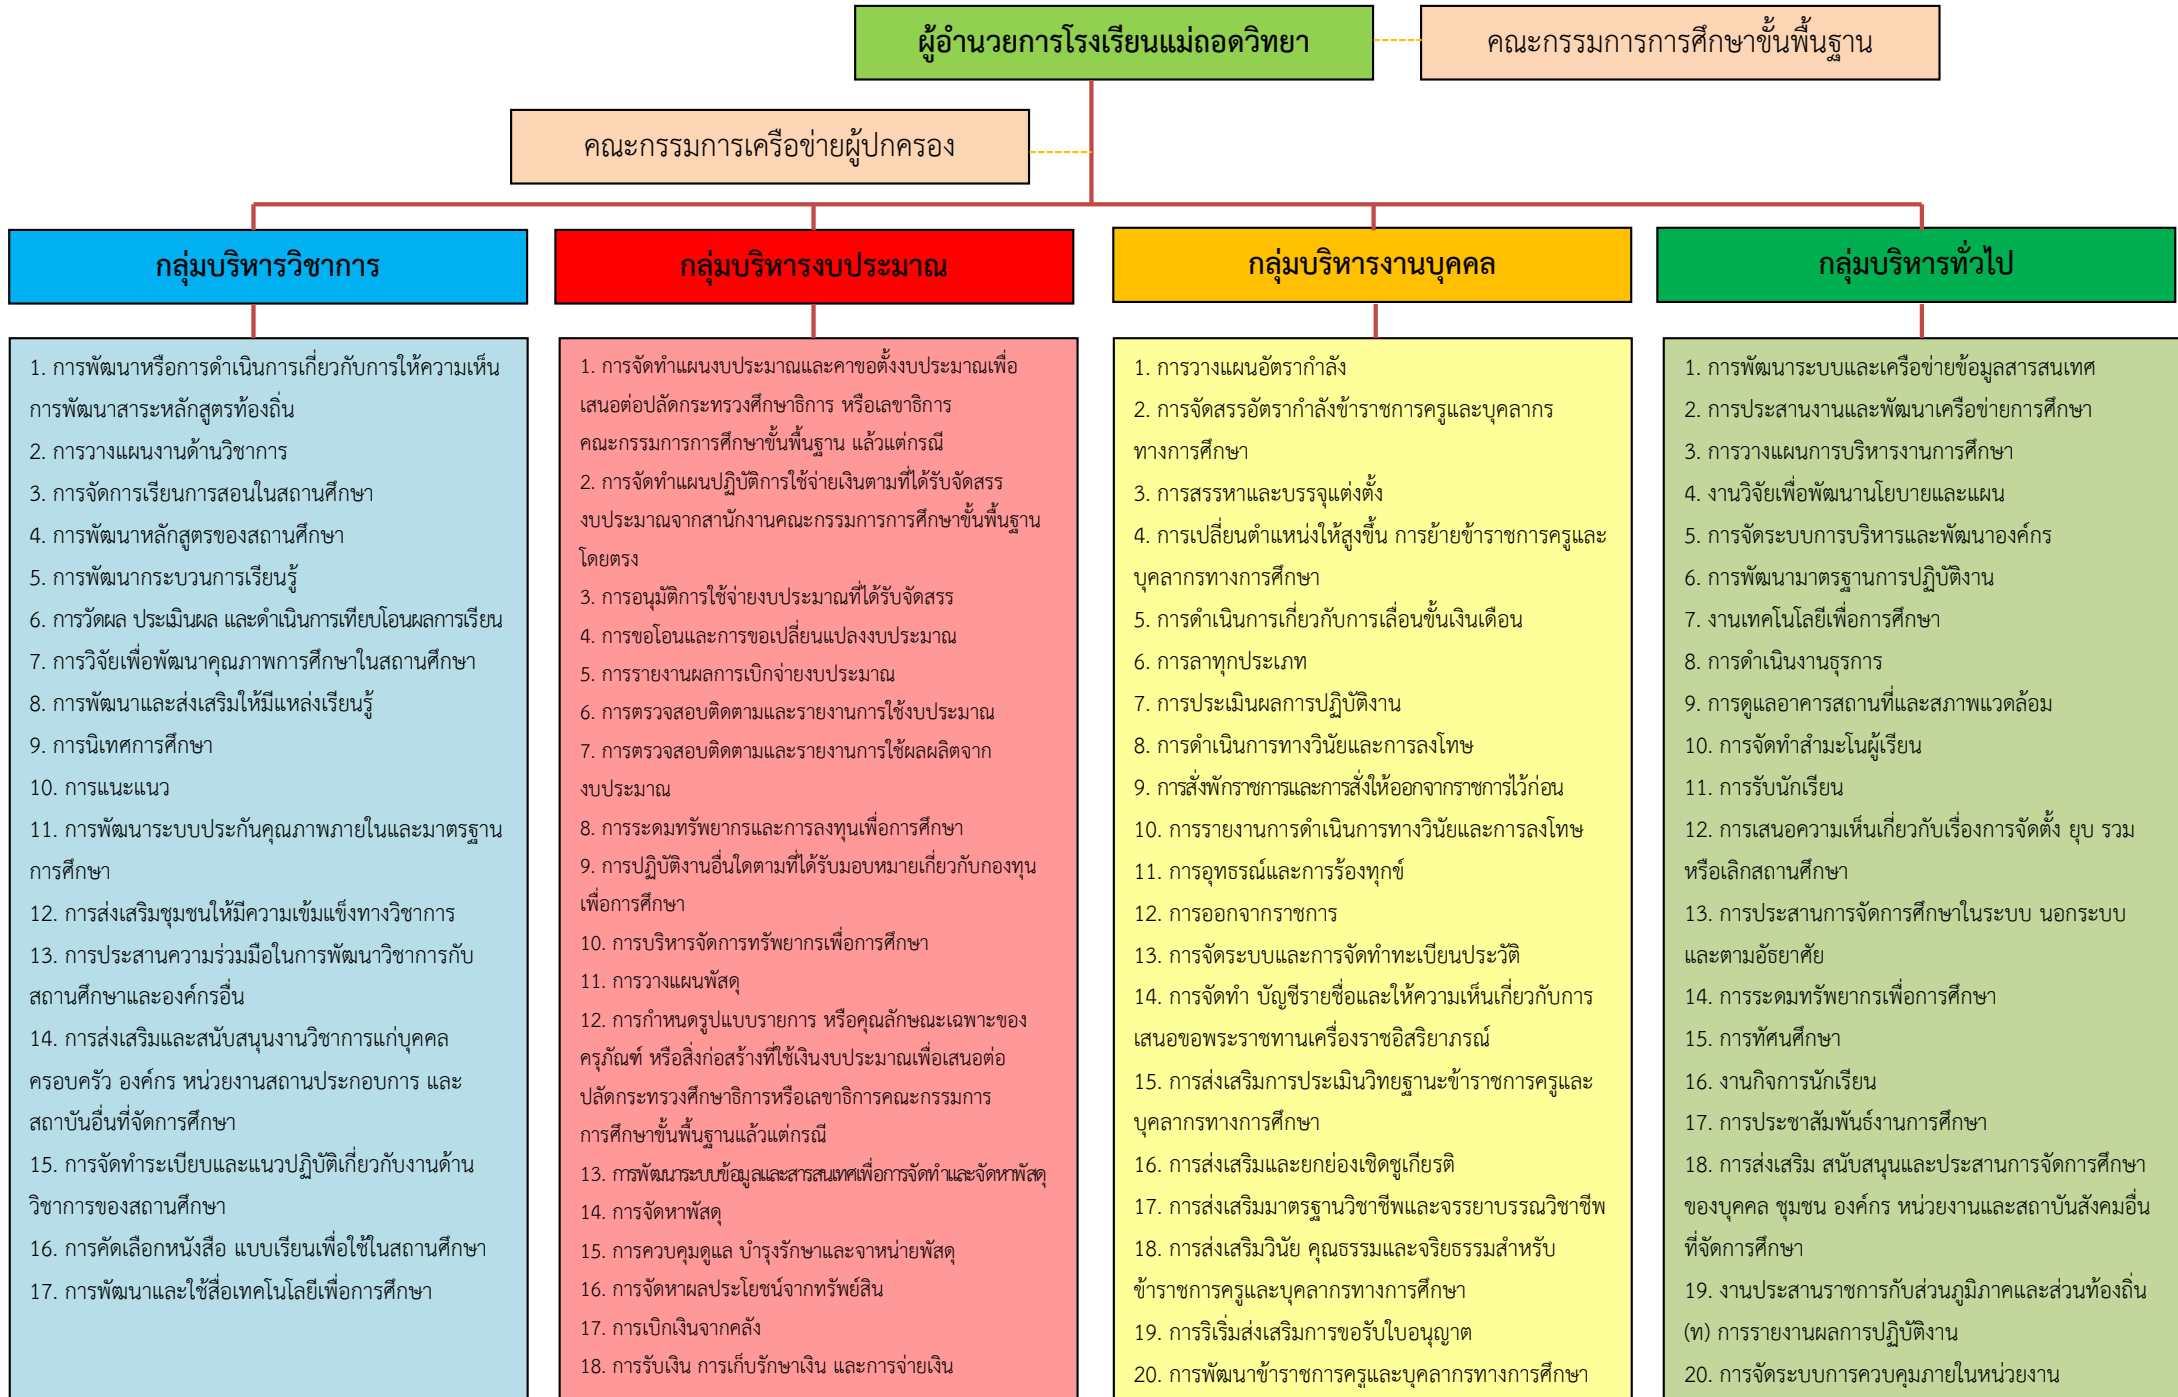 ผู้อำนวยการโรงเรียนแม่ถอดวิทยา
คณะกรรมการการศึกษาขั้นพื้นฐาน
คณะกรรมการเครือข่ายผู้ปกครอง
กลุ่มบริหารวิชาการ
กลุ่มบริหารงบประมาณ
กลุ่มบริหารงานบุคคล
กลุ่มบริหารทั่วไป
1. การพัฒนาหรือการดำเนินการเกี่ยวกับการให้ความเห็น
การพัฒนาสาระหลักสูตรท้องถิ่น
2. การวางแผนงานด้านวิชาการ
3. การจัดการเรียนการสอนในสถานศึกษา
4. การพัฒนาหลักสูตรของสถานศึกษา
5. การพัฒนากระบวนการเรียนรู้
6. การวัดผล ประเมินผล และดำเนินการเทียบโอนผลการเรียน
7. การวิจัยเพื่อพัฒนาคุณภาพการศึกษาในสถานศึกษา
8. การพัฒนาและส่งเสริมให้มีแหล่งเรียนรู้
9. การนิเทศการศึกษา
10. การแนะแนว
11. การพัฒนาระบบประกันคุณภาพภายในและมาตรฐาน
การศึกษา
12. การส่งเสริมชุมชนให้มีความเข้มแข็งทางวิชาการ
13. การประสานความร่วมมือในการพัฒนาวิชาการกับ
สถานศึกษาและองค์กรอื่น
14. การส่งเสริมและสนับสนุนงานวิชาการแก่บุคคล
ครอบครัว องค์กร หน่วยงานสถานประกอบการ และ
สถาบันอื่นที่จัดการศึกษา
15. การจัดทำระเบียบและแนวปฏิบัติเกี่ยวกับงานด้าน
วิชาการของสถานศึกษา
16. การคัดเลือกหนังสือ แบบเรียนเพื่อใช้ในสถานศึกษา
17. การพัฒนาและใช้สื่อเทคโนโลยีเพื่อการศึกษา
1. การจัดทำแผนงบประมาณและคาขอตั้งงบประมาณเพื่อ
เสนอต่อปลัดกระทรวงศึกษาธิการ หรือเลขาธิการ
คณะกรรมการการศึกษาขั้นพื้นฐาน แล้วแต่กรณี
2. การจัดทำแผนปฏิบัติการใช้จ่ายเงินตามที่ได้รับจัดสรร
งบประมาณจากสานักงานคณะกรรมการการศึกษาขั้นพื้นฐาน
โดยตรง
3. การอนุมัติการใช้จ่ายงบประมาณที่ได้รับจัดสรร
4. การขอโอนและการขอเปลี่ยนแปลงงบประมาณ
5. การรายงานผลการเบิกจ่ายงบประมาณ
6. การตรวจสอบติดตามและรายงานการใช้งบประมาณ
7. การตรวจสอบติดตามและรายงานการใช้ผลผลิตจาก
งบประมาณ
8. การระดมทรัพยากรและการลงทุนเพื่อการศึกษา
9. การปฏิบัติงานอื่นใดตามที่ได้รับมอบหมายเกี่ยวกับกองทุน
เพื่อการศึกษา
10. การบริหารจัดการทรัพยากรเพื่อการศึกษา
11. การวางแผนพัสดุ
12. การกำหนดรูปแบบรายการ หรือคุณลักษณะเฉพาะของ
ครุภัณฑ์ หรือสิ่งก่อสร้างที่ใช้เงินงบประมาณเพื่อเสนอต่อ
ปลัดกระทรวงศึกษาธิการหรือเลขาธิการคณะกรรมการ
การศึกษาขั้นพื้นฐานแล้วแต่กรณี
13. การพัฒนาระบบข้อมูลและสารสนเทศเพื่อการจัดทำและจัดหาพัสดุ
14. การจัดหาพัสดุ
15. การควบคุมดูแล บำรุงรักษาและจาหน่ายพัสดุ
16. การจัดหาผลประโยชน์จากทรัพย์สิน
17. การเบิกเงินจากคลัง
18. การรับเงิน การเก็บรักษาเงิน และการจ่ายเงิน
1. การวางแผนอัตรากำลัง
2. การจัดสรรอัตรากำลังข้าราชการครูและบุคลากร
ทางการศึกษา
3. การสรรหาและบรรจุแต่งตั้ง
4. การเปลี่ยนตำแหน่งให้สูงขึ้น การย้ายข้าราชการครูและ
บุคลากรทางการศึกษา
5. การดำเนินการเกี่ยวกับการเลื่อนขั้นเงินเดือน
6. การลาทุกประเภท
7. การประเมินผลการปฏิบัติงาน
8. การดำเนินการทางวินัยและการลงโทษ
9. การสั่งพักราชการและการสั่งให้ออกจากราชการไว้ก่อน
10. การรายงานการดำเนินการทางวินัยและการลงโทษ
11. การอุทธรณ์และการร้องทุกข์
12. การออกจากราชการ
13. การจัดระบบและการจัดทำทะเบียนประวัติ
14. การจัดทำ บัญชีรายชื่อและให้ความเห็นเกี่ยวกับการ
เสนอขอพระราชทานเครื่องราชอิสริยาภรณ์
15. การส่งเสริมการประเมินวิทยฐานะข้าราชการครูและ
บุคลากรทางการศึกษา
16. การส่งเสริมและยกย่องเชิดชูเกียรติ
17. การส่งเสริมมาตรฐานวิชาชีพและจรรยาบรรณวิชาชีพ
18. การส่งเสริมวินัย คุณธรรมและจริยธรรมสำหรับ
ข้าราชการครูและบุคลากรทางการศึกษา
19. การริเริ่มส่งเสริมการขอรับใบอนุญาต
20. การพัฒนาข้าราชการครูและบุคลากรทางการศึกษา
1. การพัฒนาระบบและเครือข่ายข้อมูลสารสนเทศ
2. การประสานงานและพัฒนาเครือข่ายการศึกษา
3. การวางแผนการบริหารงานการศึกษา
4. งานวิจัยเพื่อพัฒนานโยบายและแผน
5. การจัดระบบการบริหารและพัฒนาองค์กร
6. การพัฒนามาตรฐานการปฏิบัติงาน
7. งานเทคโนโลยีเพื่อการศึกษา
8. การดำเนินงานธุรการ
9. การดูแลอาคารสถานที่และสภาพแวดล้อม
10. การจัดทำสำมะโนผู้เรียน
11. การรับนักเรียน
12. การเสนอความเห็นเกี่ยวกับเรื่องการจัดตั้ง ยุบ รวม
หรือเลิกสถานศึกษา
13. การประสานการจัดการศึกษาในระบบ นอกระบบ
และตามอัธยาศัย
14. การระดมทรัพยากรเพื่อการศึกษา
15. การทัศนศึกษา
16. งานกิจการนักเรียน
17. การประชาสัมพันธ์งานการศึกษา
18. การส่งเสริม สนับสนุนและประสานการจัดการศึกษา
ของบุคคล ชุมชน องค์กร หน่วยงานและสถาบันสังคมอื่น
ที่จัดการศึกษา
19. งานประสานราชการกับส่วนภูมิภาคและส่วนท้องถิ่น
(ท) การรายงานผลการปฏิบัติงาน
20. การจัดระบบการควบคุมภายในหน่วยงาน